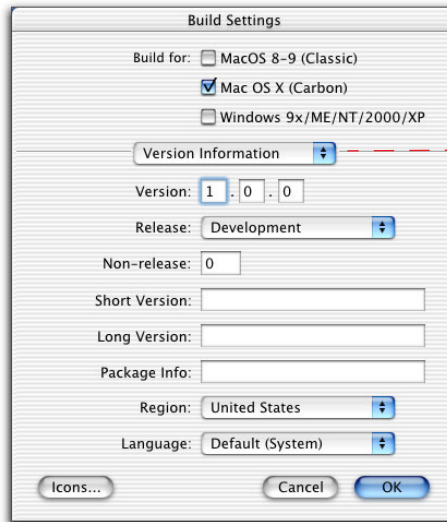 Build Settings
Build for: MacOS 8-9 (Classic)
Mac OS X (Carbon)
Windows 9x/ME/NT/2000/XP
Version Information
Version: 1 . 0 . 0
Release: Development
Non-release: 0
Short Version:
Long Version:
Package Info:
Region: United States
Language: Default (System)
Icons... Cancel OK